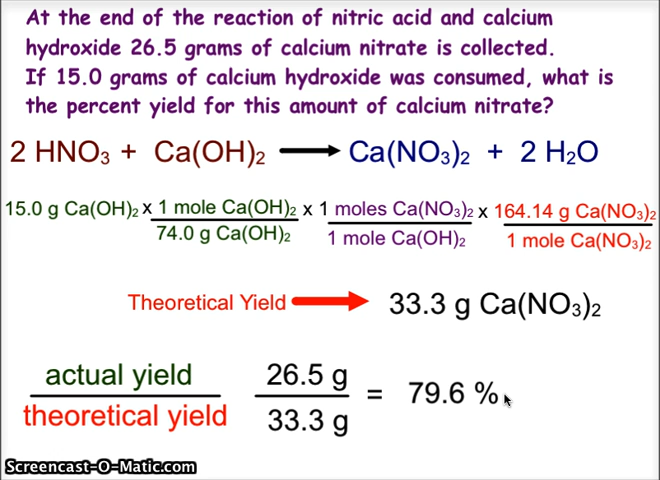 At the end of the reaction of nitric acid and calcium
hydroxide 26.5 grams of calcium nitrate is collected.
If 15.0 grams of calcium hydroxide was consumed, what is
the percent yield for this amount of calcium nitrate?
2 HNO₃ + Ca(OH)₂ ⟶ Ca(NO₃)₂ + 2 H₂O
15.0 g Ca(OH)₂ x 1 mole Ca(OH)₂ x 1 moles Ca(NO₃)₂ x 164.14 g Ca(NO₃)₂
74.0 g Ca(OH)₂ 1 mole Ca(OH)₂ 1 mole Ca(NO₃)₂
Theoretical Yield ⟶ 33.3 g Ca(NO₃)₂
actual yield 26.5 g = 79.6 %
theoretical yield 33.3 g
Screencast-O-Matic.com